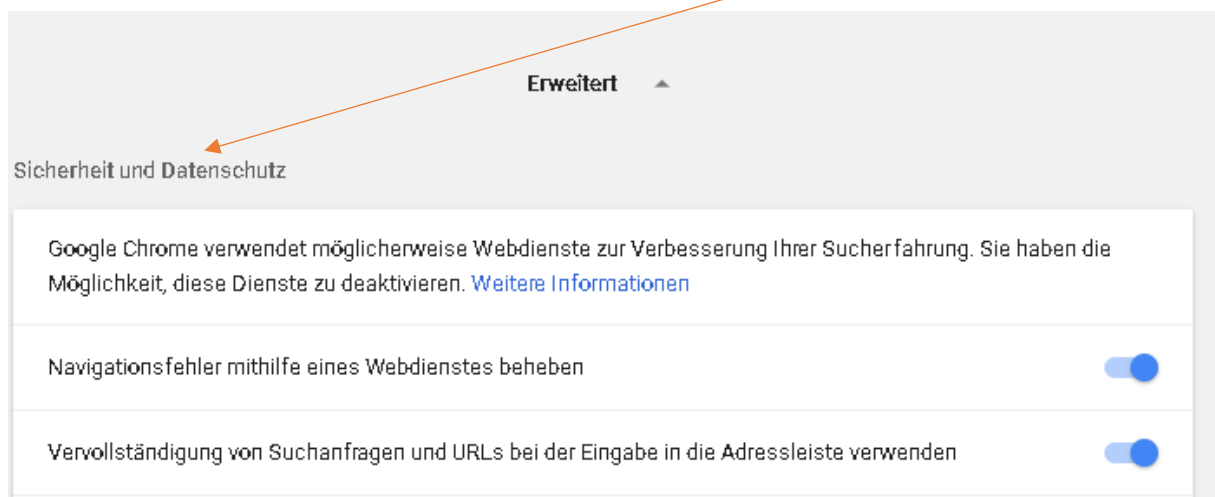 Erweitert
Sicherheit und Datenschutz
Google Chrome verwendet möglicherweise Webdienste zur Verbesserung Ihrer Sucherfahrung. Sie haben die
Möglichkeit, diese Dienste zu deaktivieren. Weitere Informationen
Navigationsfehler mithilfe eines Webdienstes beheben
Vervollständigung von Suchanfragen und URLs bei der Eingabe in die Adressleiste verwenden